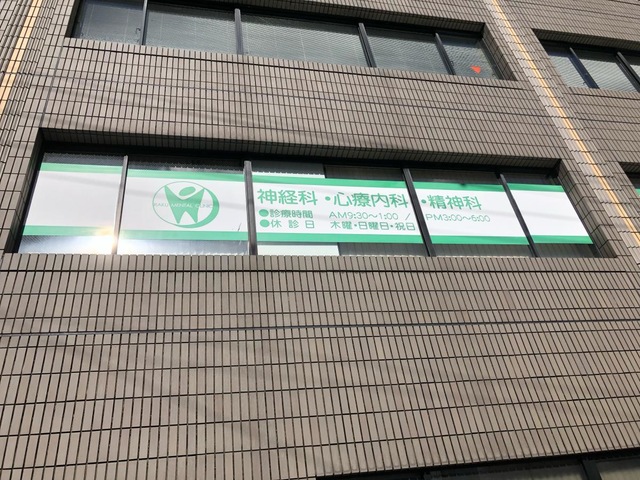 神経科・心療内科・精神科
●診療時間 AM9:30〜1:00 / PM3:00〜6:00
●休診日 木曜・日曜日・祝日